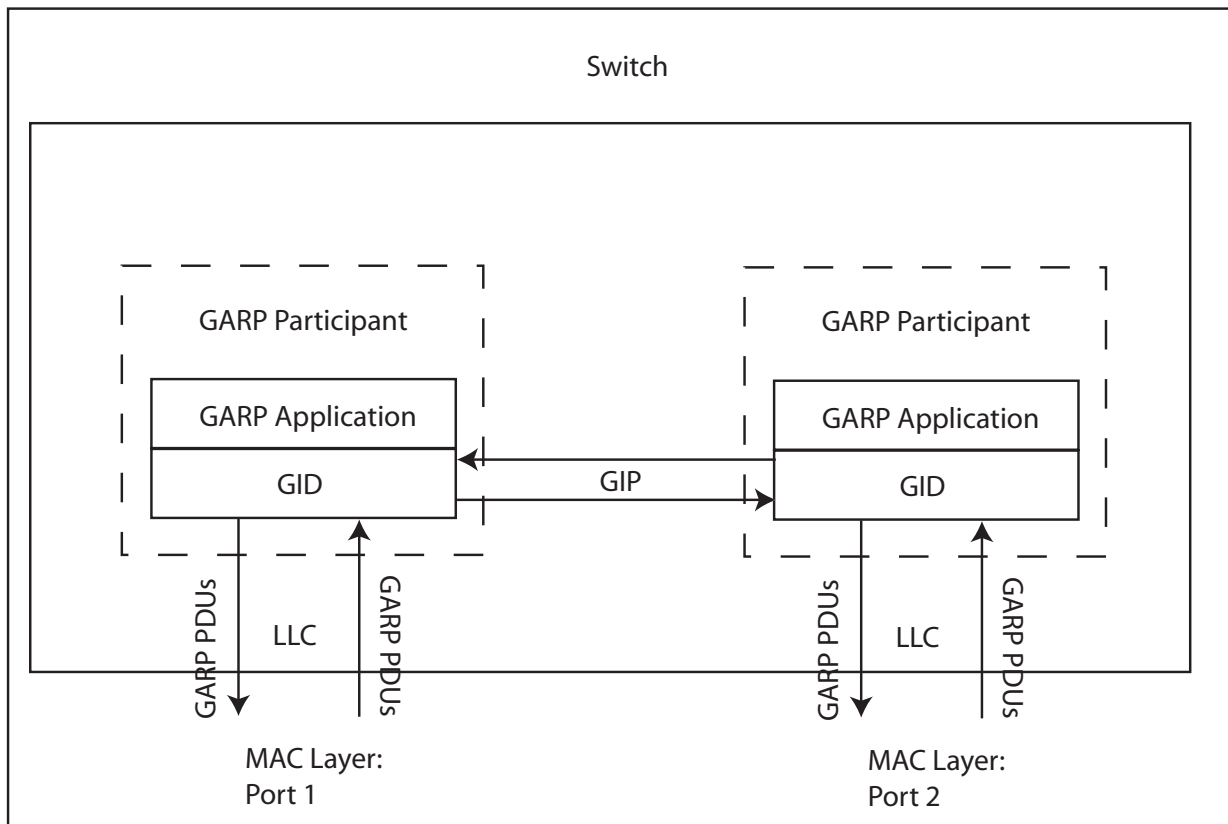 Switch
GARP Participant
GARP Application
GID
GIP
GARP Participant
GARP Application
GID
GARP PDUs
LLC
GARP PDUs
GARP PDUs
LLC
GARP PDUs
MAC Layer:
Port 1
MAC Layer:
Port 2